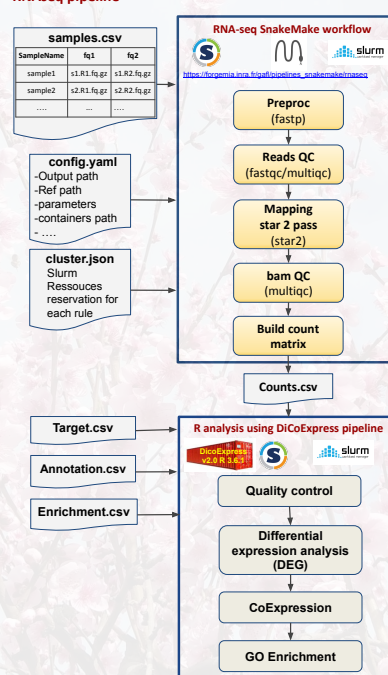 RNAseq pipeline
samples.csv
SampleName fq1 fq2
sample1 s1.R1.fq.gz s1.R2.fq.gz
sample2 s2.R1.fq.gz s2.R2.fq.gz
.... ... ....
config.yaml
-Output path
-Ref path
-parameters
-containers path
- ....
cluster.json
Slurm
Ressouces
reservation for
each rule
RNA-seq SnakeMake workflow
S
slurm
workload manager
https://forgemia.inra.fr/gafl/pipelines_snakemake/rnaseq
Preproc
(fastp)
Reads QC
(fastqc/multiqc)
Mapping
star 2 pass
(star2)
bam QC
(multiqc)
Build count
matrix
Counts.csv
Target.csv
Annotation.csv
Enrichment.csv
R analysis using DiCoExpress pipeline
DicoExpress
v2.0 R 3.6.1
S
slurm
workload manager
Quality control
Differential
expression analysis
(DEG)
CoExpression
GO Enrichment